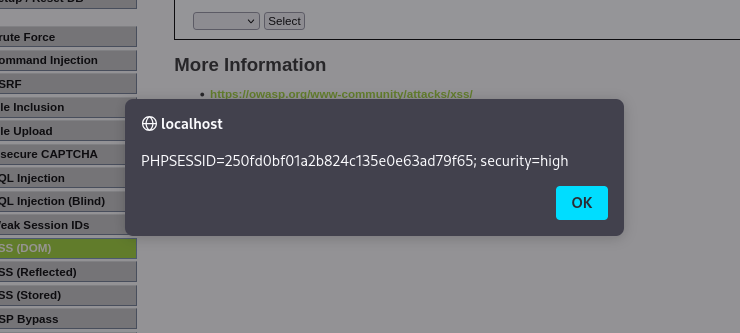 etup / Reset DB
Select
rute Force
ommand Injection
SRF
le Inclusion
le Upload
secure CAPTCHA
QL Injection
QL Injection (Blind)
eak Session IDs
SS (DOM)
SS (Reflected)
SS (Stored)
SP Bypass
More Information
https://owasp.org/www-community/attacks/xss/
localhost
PHPSESSID=250fd0bf01a2b824c135e0e63ad79f65; security=high
OK